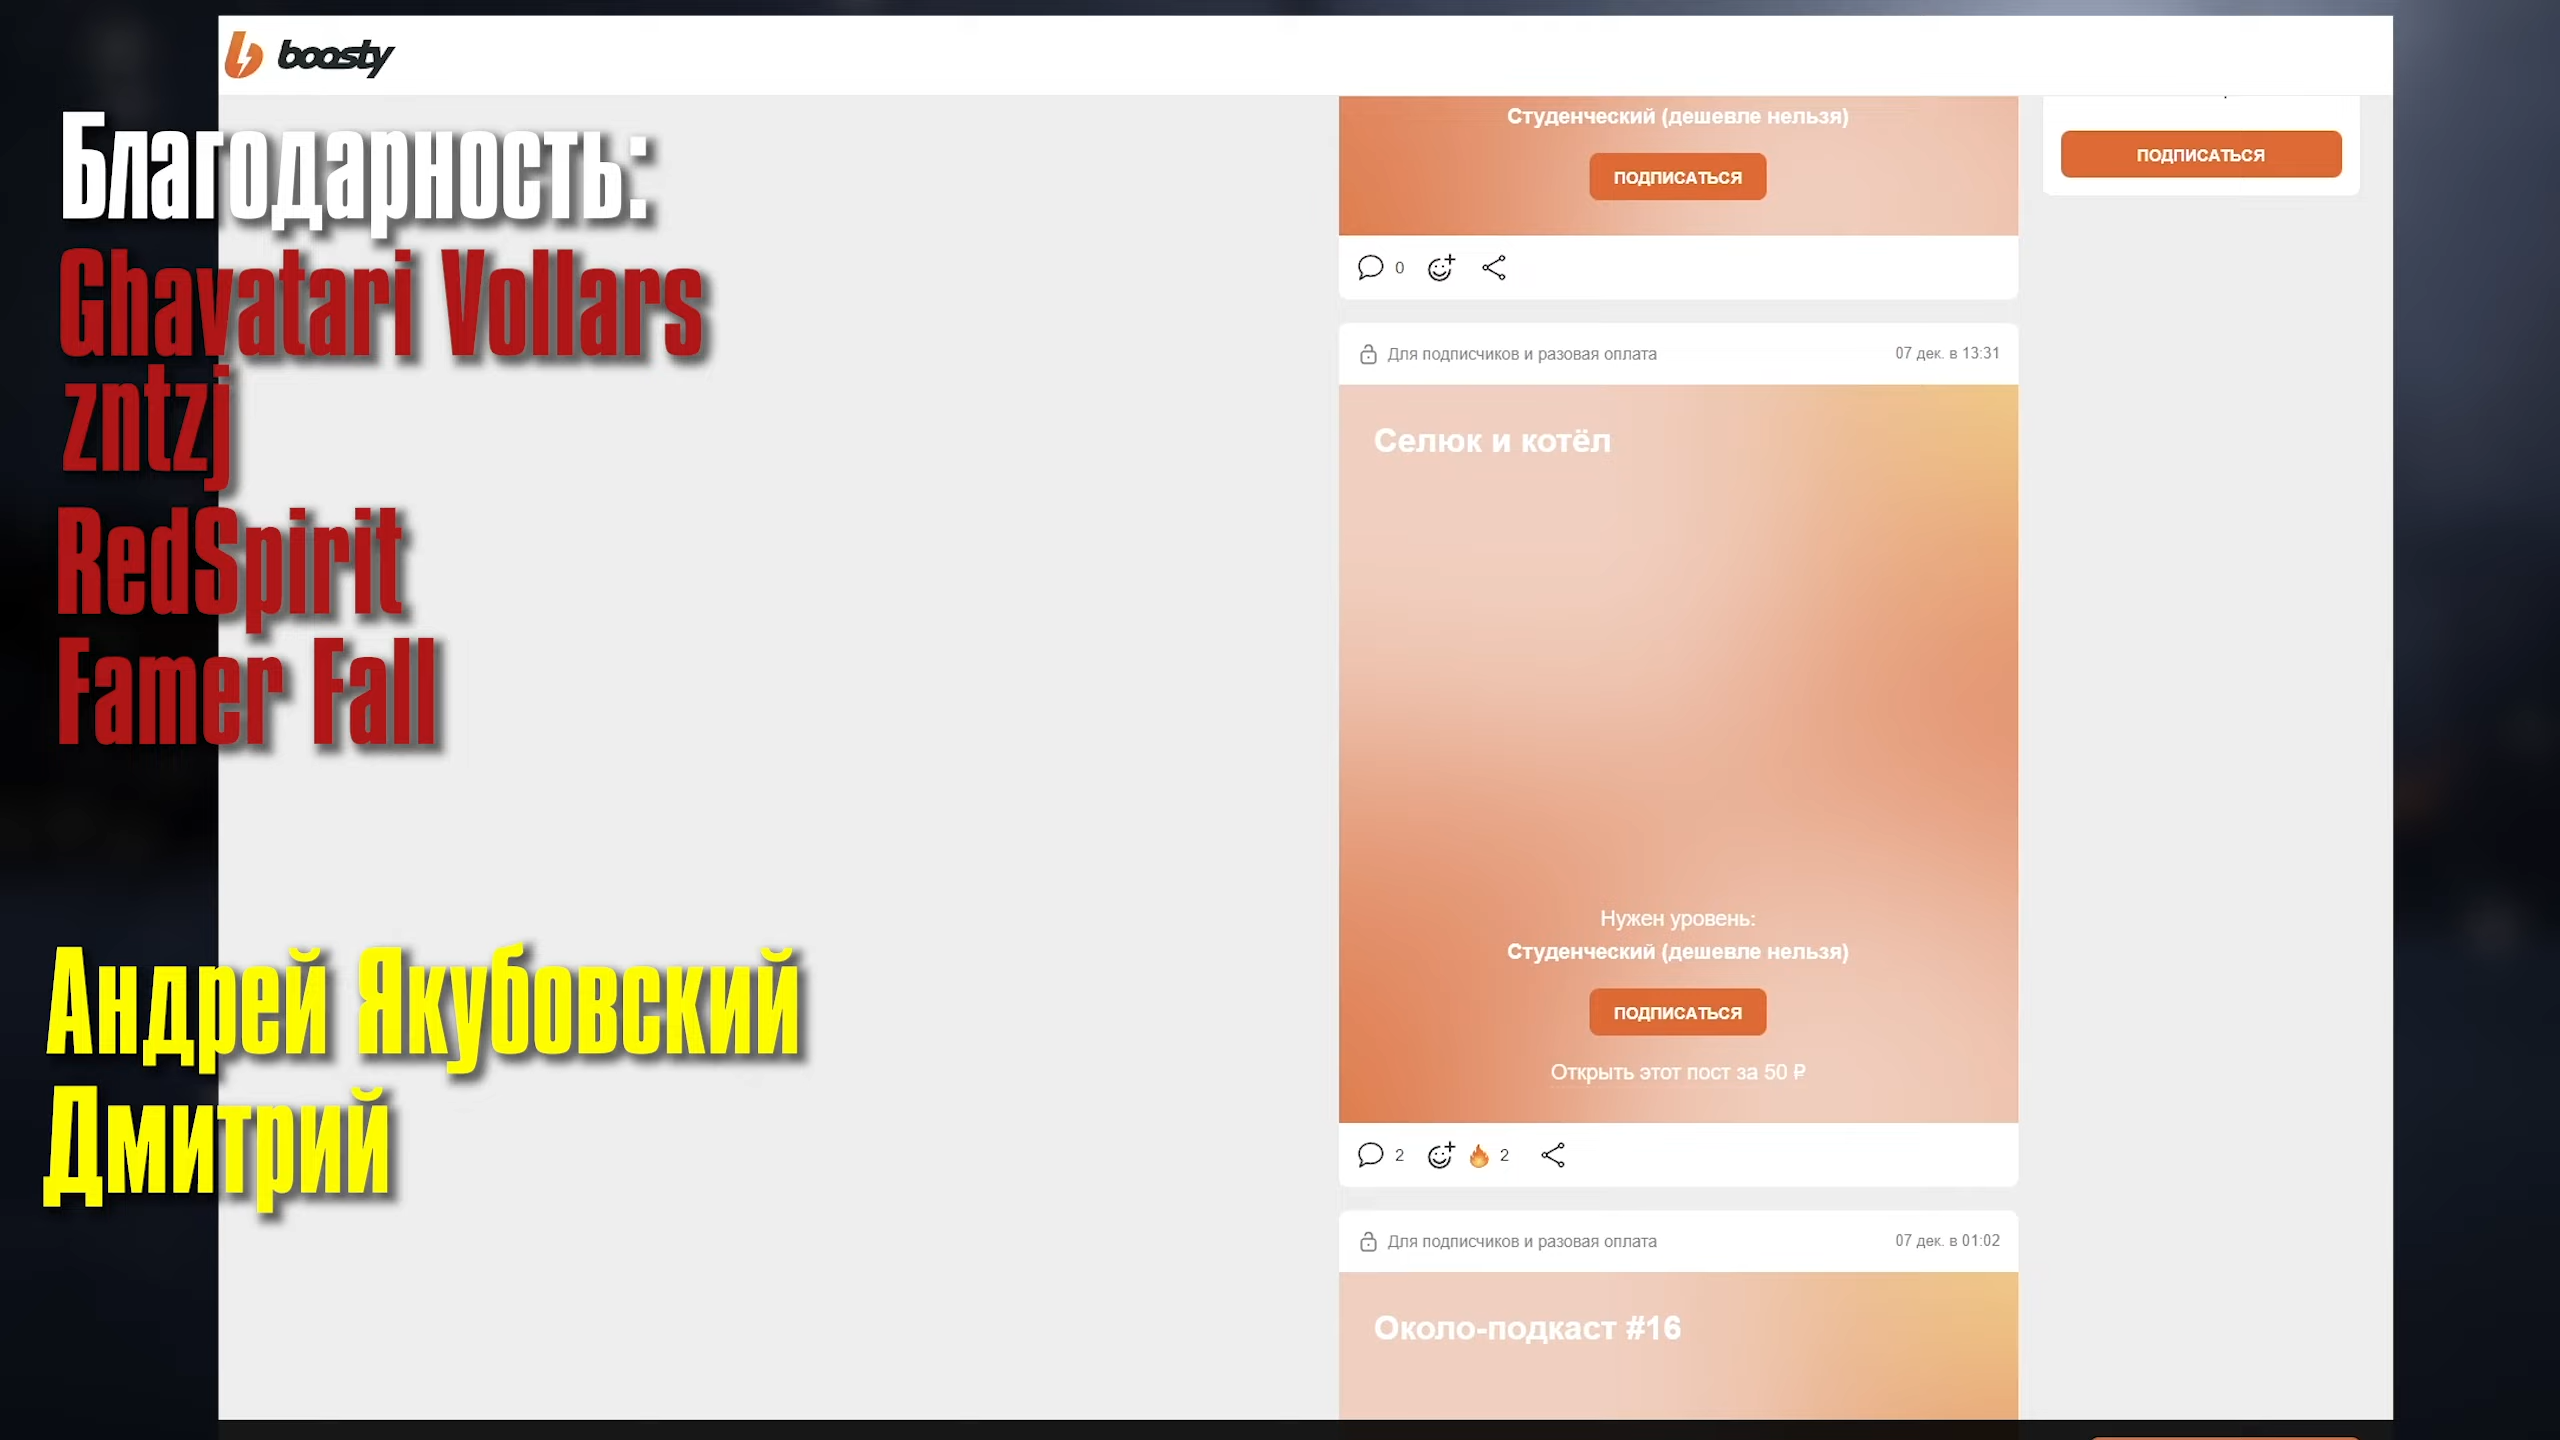 boosty
Благодарность:
Ghavatari Vollars
zntzj
RedSpirit
Famer Fall
Андрей Якубовский
Дмитрий
Студенческий (дешевле нельзя)
ПОДПИСАТЬСЯ
0
Для подписчиков и разовая оплата
07 дек. в 13:31
Селюк и котёл
Нужен уровень:
Студенческий (дешевле нельзя)
ПОДПИСАТЬСЯ
Открыть этот пост за 50 ₽
2
2
Для подписчиков и разовая оплата
07 дек. в 01:02
Около-подкаст #16
ПОДПИСАТЬСЯ